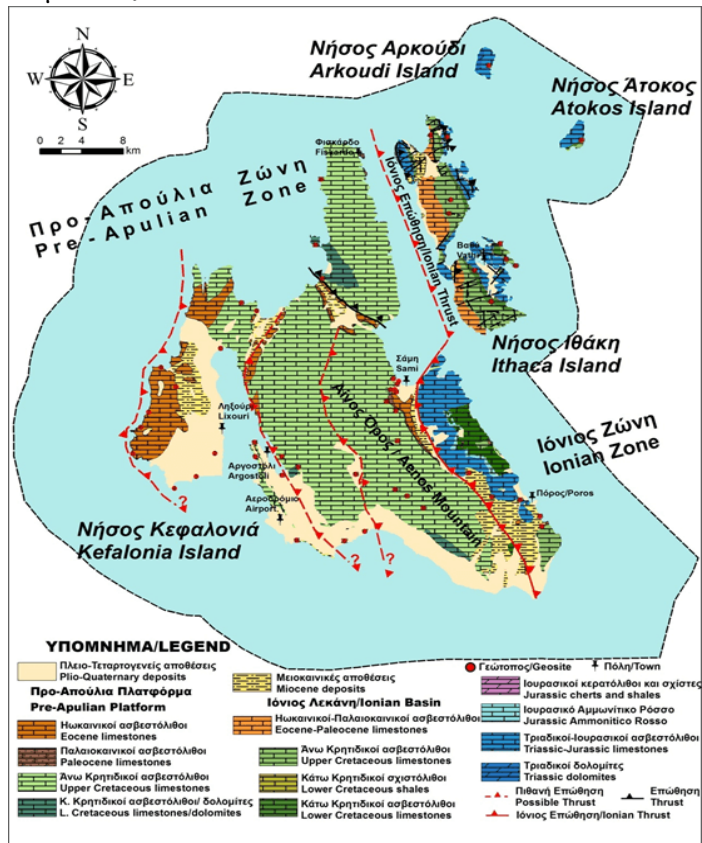 N
W E
S
0 2 4 8
km
Νήσος Αρκούδι
Arkoudi Island
Νήσος Άτοκος
Atokos Island
Φισκάρδο
Fiscardo
Προ-Απούλια Ζώνη
Pre-Apulian Zone
Ιόνιος Επώθηση/Ionian Thrust
Βαθύ
Vathi
Νήσος Ιθάκη
Ithaca Island
Σάμη
Sami
Ληξούρι
Lixouri
Αίνος Όρος / Aenos Mountain
Ιόνιος Ζώνη
Ionian Zone
Αργοστόλι
Argostoli
Αεροδρόμιο
Airport
Πόρος/Poros
Νήσος Κεφαλονιά
Kefalonia Island
?
?
?
ΥΠΟΜΝΗΜΑ/LEGEND
Πλειο-Τεταρτογενείς αποθέσεις
Plio-Quaternary deposits
Προ-Απούλια Πλατφόρμα
Pre-Apulian Platform
Ηωκαινικοί ασβεστόλιθοι
Eocene limestones
Παλαιοκαινικοί ασβεστόλιθοι
Paleocene limestones
Άνω Κρητιδικοί ασβεστόλιθοι
Upper Cretaceous limestones
Κ. Κρητιδικοί ασβεστόλιθοι/ δολομίτες
L. Cretaceous limestones/dolomites
Μειοκαινικές αποθέσεις
Miocene deposits
Ιόνιος Λεκάνη/Ionian Basin
Ηωκαινικοί-Παλαιοκαινικοί ασβεστόλιθοι
Eocene-Paleocene limestones
Άνω Κρητιδικοί ασβεστόλιθοι
Upper Cretaceous limestones
Κάτω Κρητιδικοί σχιστόλιθοι
Lower Cretaceous shales
Κάτω Κρητιδικοί ασβεστόλιθοι
Lower Cretaceous limestones
Γεώτοπος/Geosite
Πόλη/Town
Ιουρασικοί κερατόλιθοι και σχίστες
Jurassic cherts and shales
Ιουρασικό Αμμωνίτικο Ρόσσο
Jurassic Ammonitico Rosso
Τριαδικοί-Ιουρασικοί ασβεστόλιθοι
Triassic-Jurassic limestones
Τριαδικοί δολομίτες
Triassic dolomites
Πιθανή Επώθηση
Possible Thrust
Επώθηση
Thrust
Ιόνιος Επώθηση/Ionian Thrust